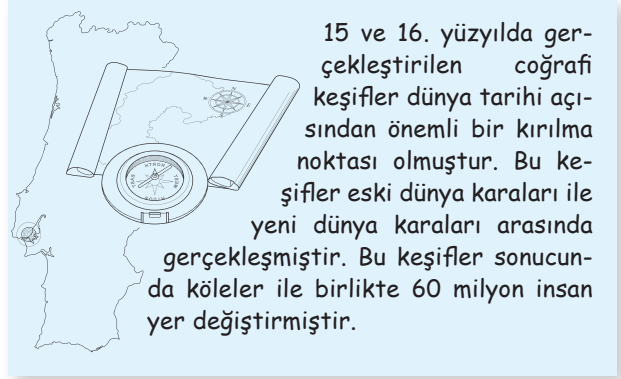 15 ve 16. yüzyılda ger-
çekleştirilen coğrafi
keşifler dünya tarihi açı-
sından önemli bir kırılma
noktası olmuştur. Bu ke-
şifler eski dünya karaları ile
yeni dünya karaları arasında
gerçekleşmiştir. Bu keşifler sonucun-
da köleler ile birlikte 60 milyon insan
yer değiştirmiştir.